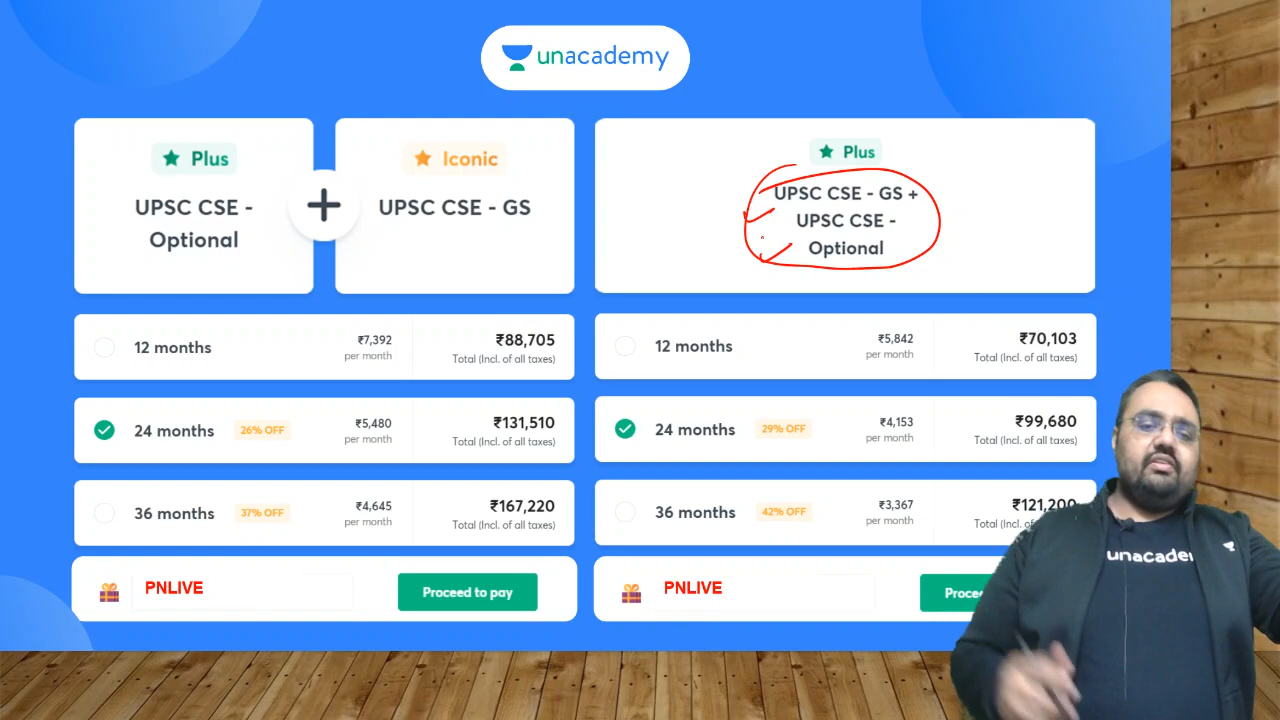 unacademy
Plus
UPSC CSE -
Optional
+
Iconic
UPSC CSE - GS
Plus
UPSC CSE - GS +
UPSC CSE -
Optional
12 months
₹7,392
per month
₹88,705
Total (Incl. of all taxes)
24 months
26% OFF
₹5,480
per month
₹131,510
Total (Incl. of all taxes)
36 months
37% OFF
₹4,645
per month
₹167,220
Total (Incl. of all taxes)
PNLIVE
Proceed to pay
12 months
₹5,842
per month
₹70,103
Total (Incl. of all taxes)
24 months
29% OFF
₹4,153
per month
₹99,680
Total (Incl. of all taxes)
36 months
42% OFF
₹3,367
per month
₹121,200
Total (Incl. of
PNLIVE
unacade